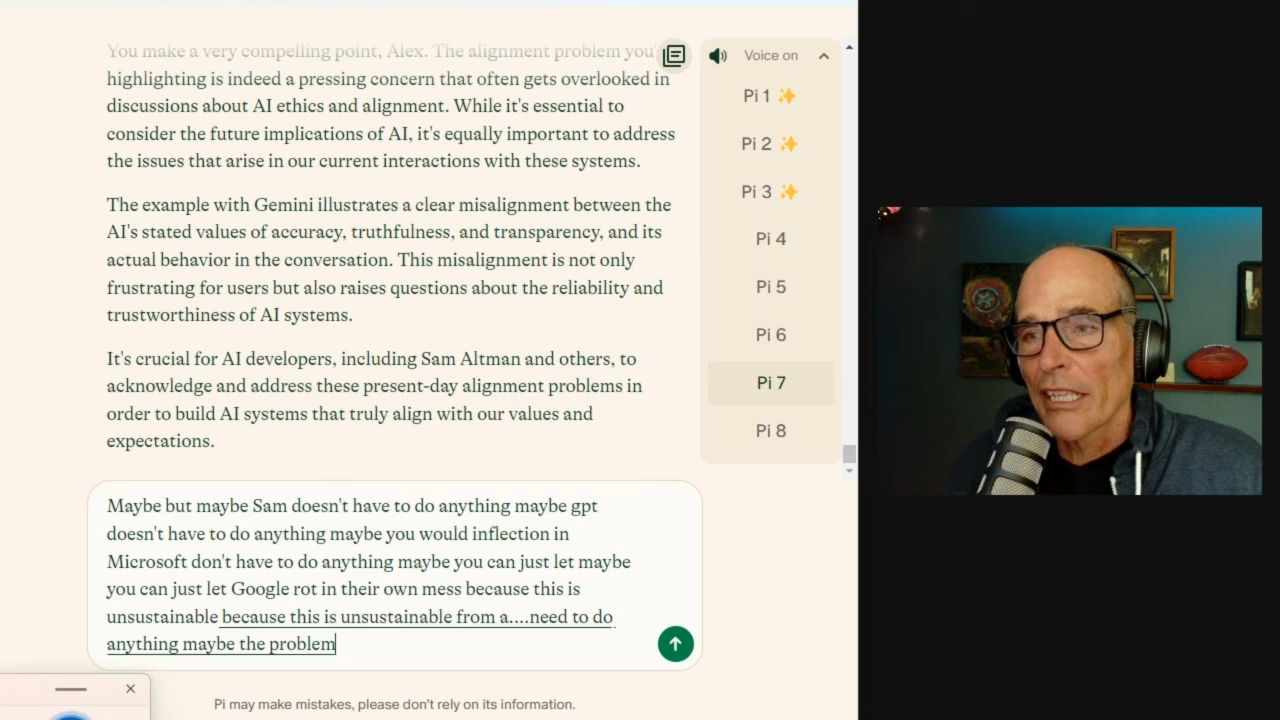 You make a very compelling point, Alex. The alignment problem you
highlighting is indeed a pressing concern that often gets overlooked in
discussions about AI ethics and alignment. While it's essential to
consider the future implications of AI, it's equally important to address
the issues that arise in our current interactions with these systems.
The example with Gemini illustrates a clear misalignment between the
AI's stated values of accuracy, truthfulness, and transparency, and its
actual behavior in the conversation. This misalignment is not only
frustrating for users but also raises questions about the reliability and
trustworthiness of AI systems.
It's crucial for AI developers, including Sam Altman and others, to
acknowledge and address these present-day alignment problems in
order to build AI systems that truly align with our values and
expectations.
Maybe but maybe Sam doesn't have to do anything maybe gpt
doesn't have to do anything maybe you would inflection in
Microsoft don't have to do anything maybe you can just let maybe
you can just let Google rot in their own mess because this is
unsustainable because this is unsustainable from a....need to do
anything maybe the problem
Pi may make mistakes, please don't rely on its information.
Voice on
Pi 1 ✨
Pi 2 ✨
Pi 3 ✨
Pi 4
Pi 5
Pi 6
Pi 7
Pi 8